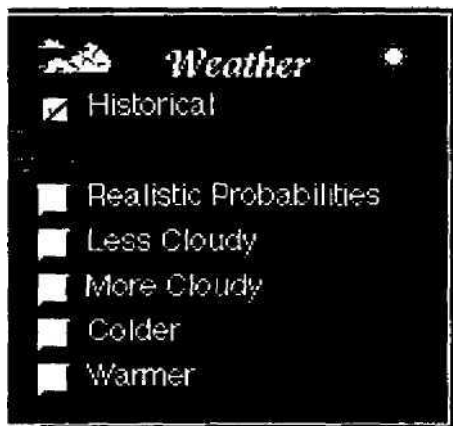 Weather
Historical
Realistic Probabilities
Less Cloudy
More Cloudy
Colder
Warmer